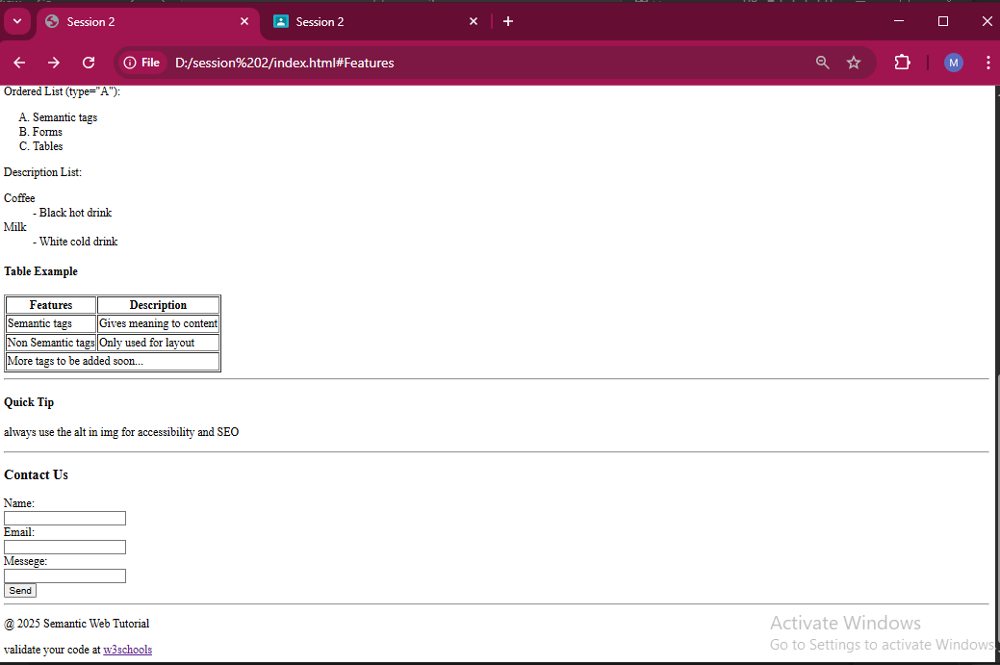 Session 2
Session 2
File
D:/session%202/index.html#Features
M
Ordered List (type="A"):
A. Semantic tags
B. Forms
C. Tables
Description List:
Coffee
- Black hot drink
Milk
- White cold drink
Table Example
Features Description
Semantic tags Gives meaning to content
Non Semantic tags Only used for layout
More tags to be added soon...
Quick Tip
always use the alt in img for accessibility and SEO
Contact Us
Name:
Email:
Messege:
Send
@ 2025 Semantic Web Tutorial
validate your code at w3schools
Activate Windows
Go to Settings to activate Windows.